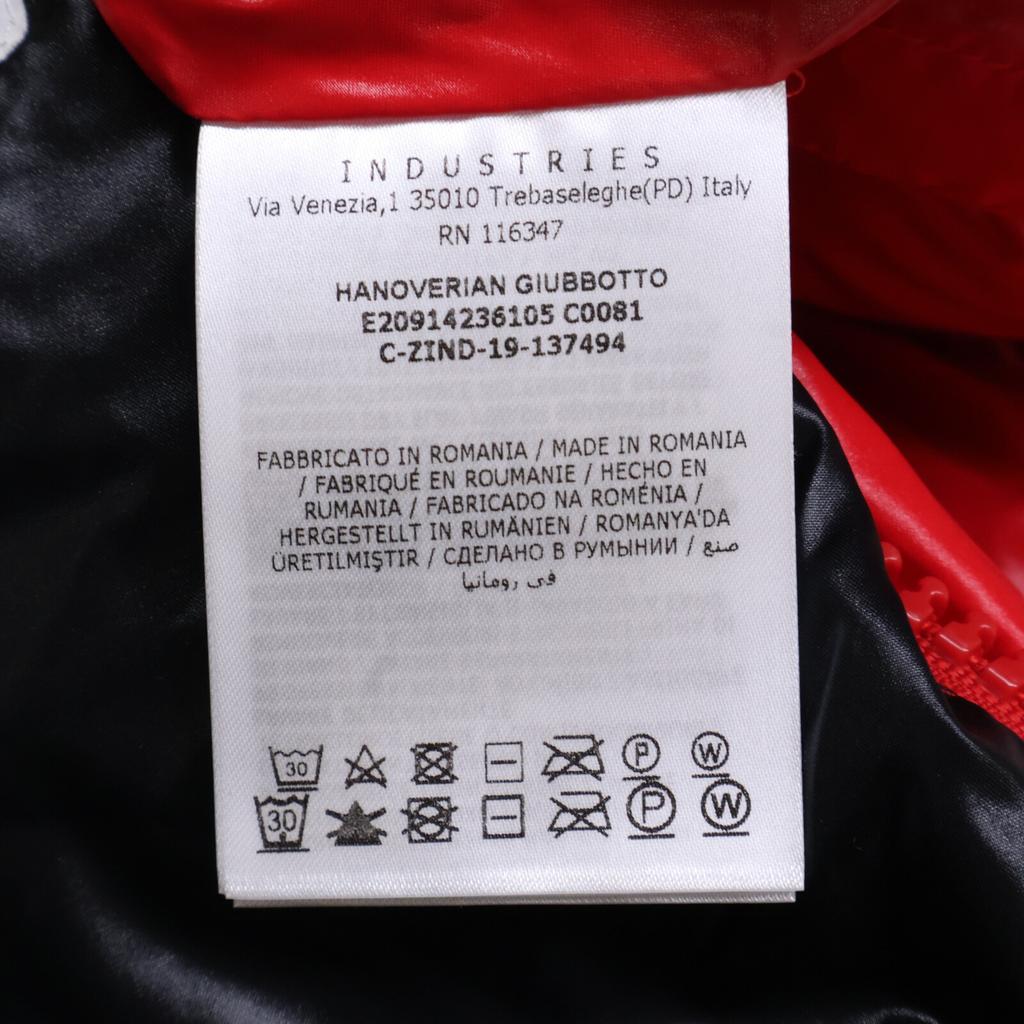 INDUSTRIES
Via Venezia,1 35010 Trebaseleghe(PD) Italy
RN 116347
HANOVERIAN GIUBBOTTO
E20914236105 C0081
C-ZIND-19-137494
FABBRICATO IN ROMANIA / MADE IN ROMANIA
/ FABRIQUÉ EN ROUMANIE / HECHO EN
RUMANIA / FABRICADO NA ROMÉNIA /
HERGESTELLT IN RUMÄNIEN / ROMANYA'DA
ÜRETILMIŞTIR / СДЕЛАНО В РУМЫНИИ / صنع
في رومانيا
30 P W
30 P W